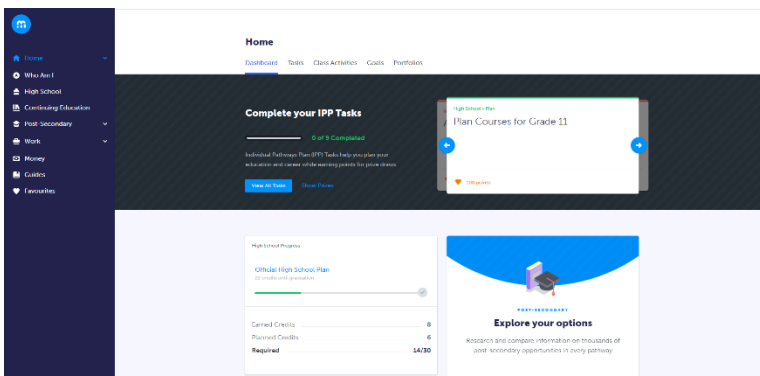 m
Home
Who Am I
High School
Continuing Education
Post-Secondary
Work
Money
Guides
Favourites
Home
Dashboard Tasks Class Activities Goals Portfolios
Complete your IPP Tasks
0 of 9 Completed
Individual Pathways Plan (IPP) Tasks help you plan your
education and career while earning points for prize draws.
View All Tasks
High School • Plan
Plan Courses for Grade 11
100 points
High School Progress
Official High School Plan
22 credits until graduation
Earned Credits 8
Planned Credits 6
Required 14/30
POST-SECONDARY
Explore your options
Research and compare information on thousands of
post-secondary opportunities in every pathway.